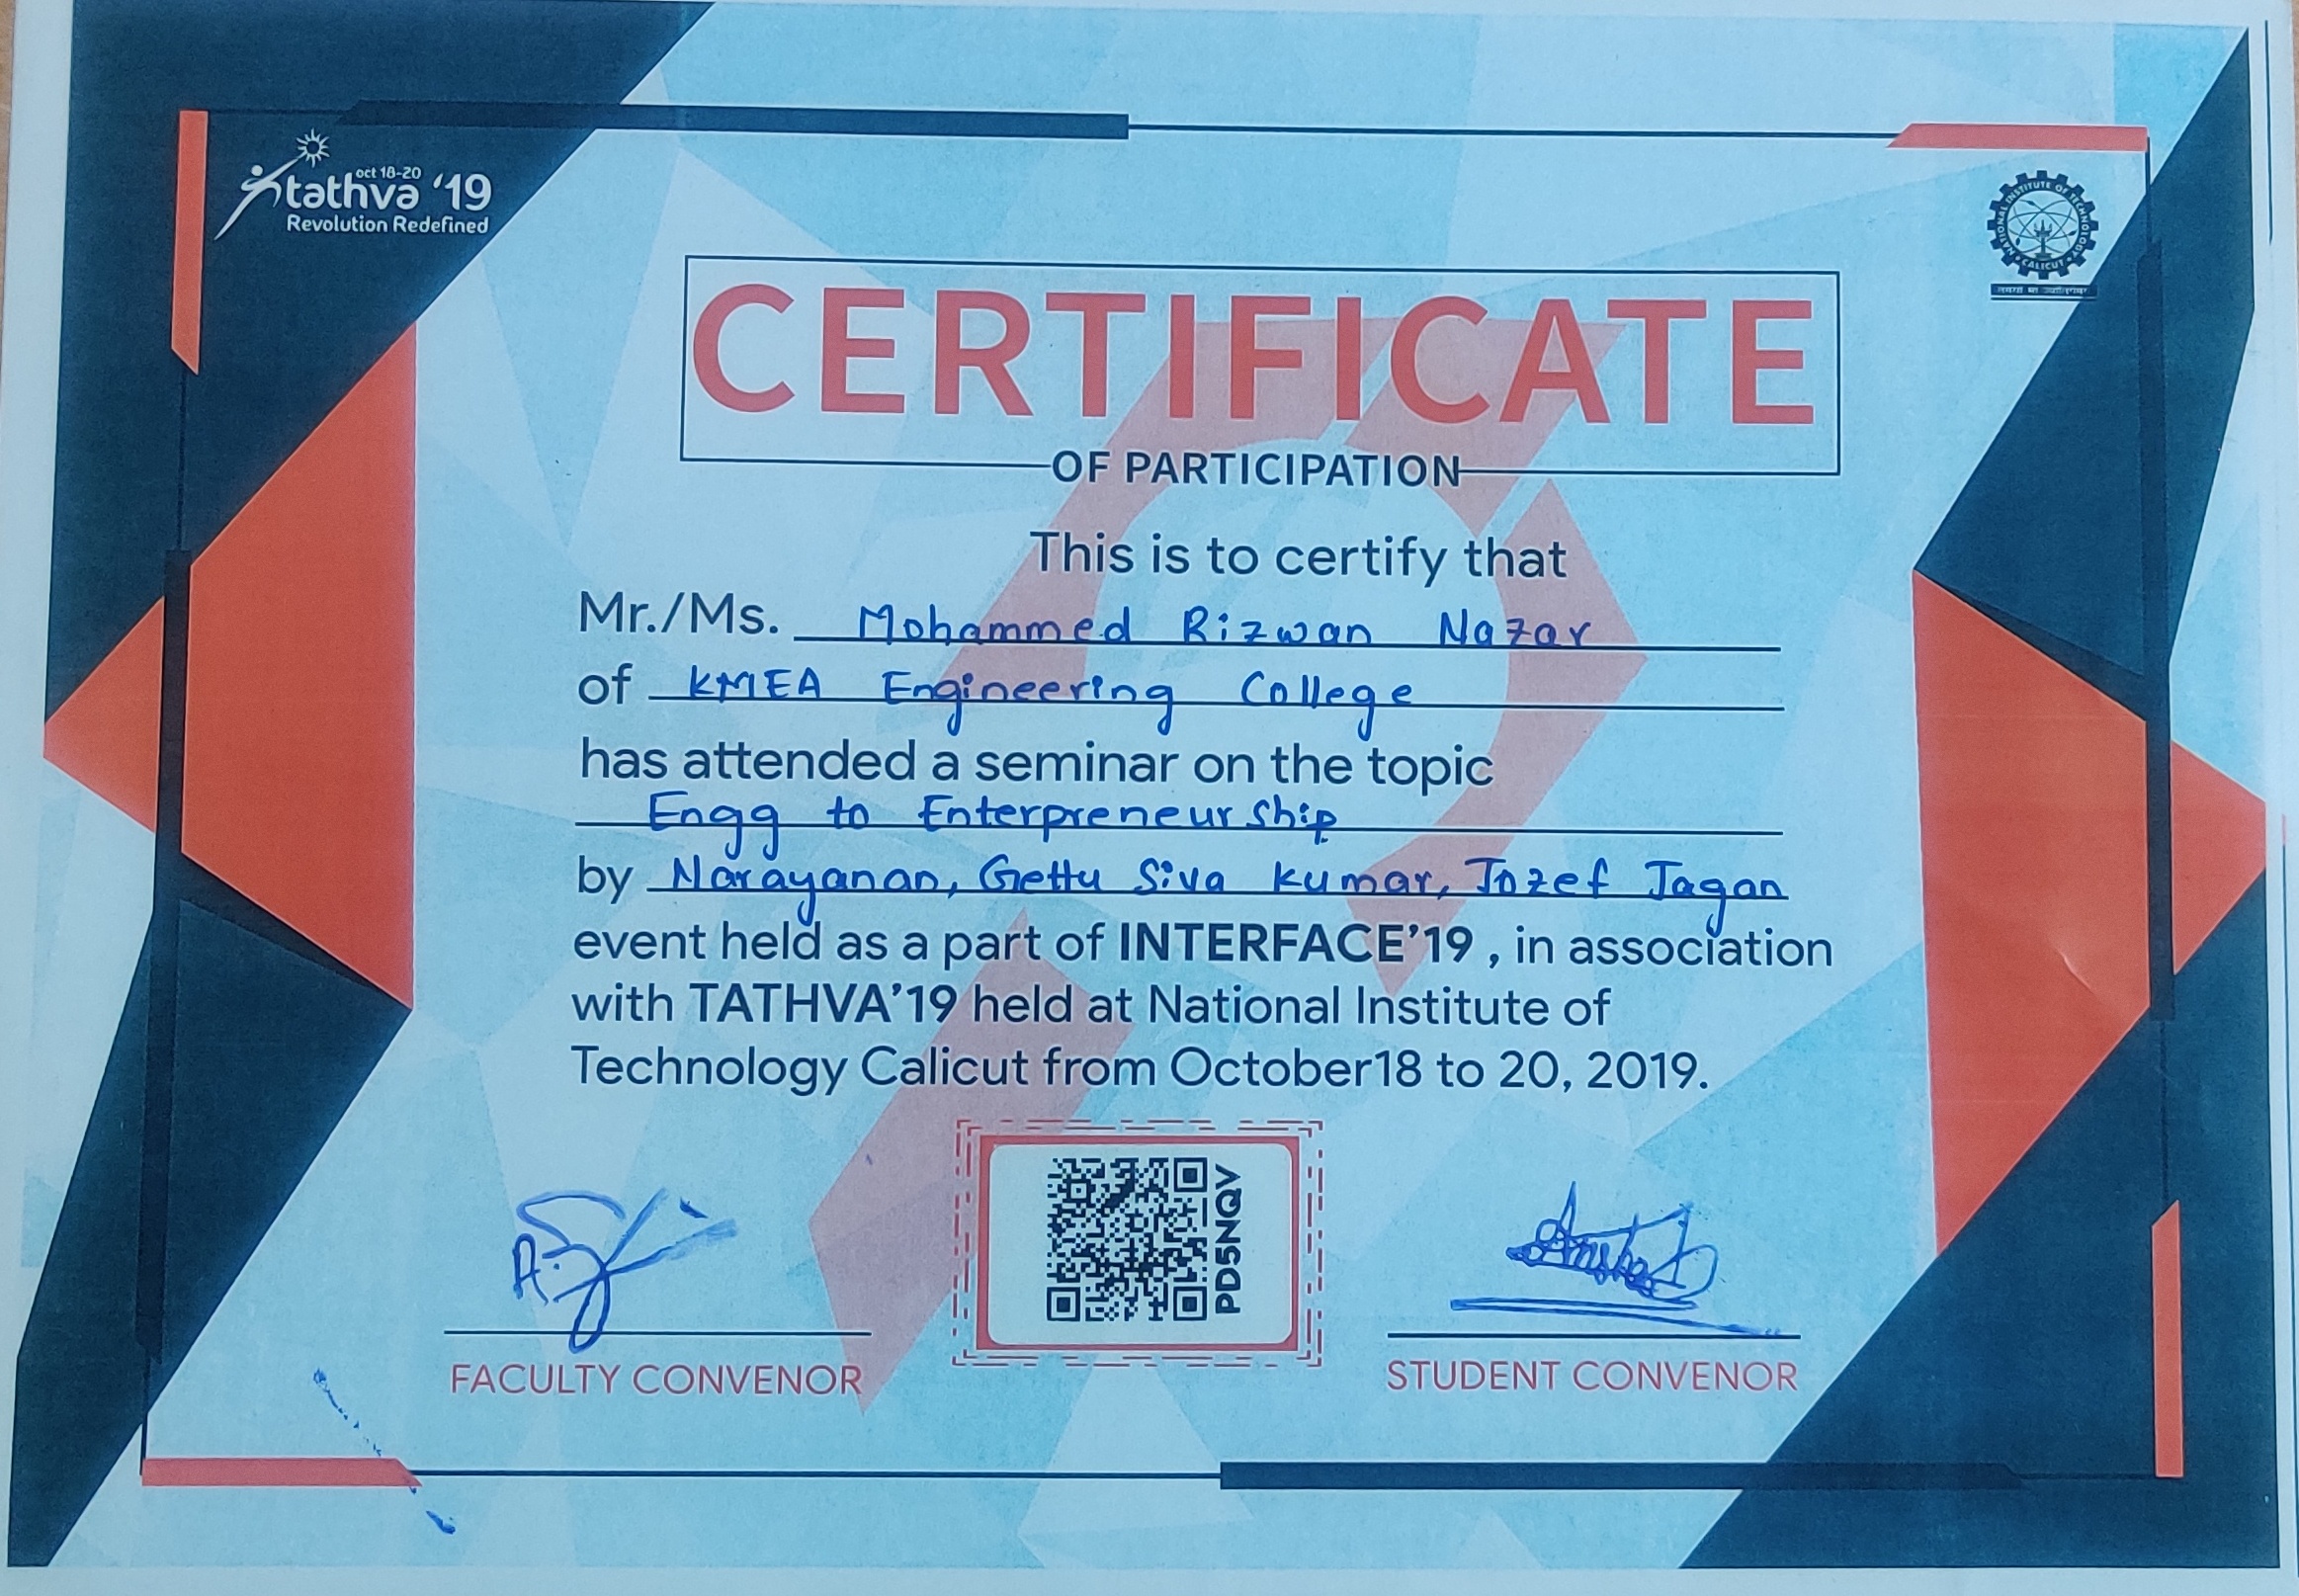 oct 18-20
tathva '19
Revolution Redefined
NATIONAL INSTITUTE OF TECHNOLOGY
CALICUT
CERTIFICATE
OF PARTICIPATION
This is to certify that
Mr./Ms. Mohammed Rizwan Nazar
of KMEA Engineering College
has attended a seminar on the topic
Engg to Enterpreneurship
by Narayanan, Gettu Siva Kumar, Jozef Jagan
event held as a part of INTERFACE'19 , in association
with TATHVA'19 held at National Institute of
Technology Calicut from October18 to 20, 2019.
PD5NQV
FACULTY CONVENOR
STUDENT CONVENOR